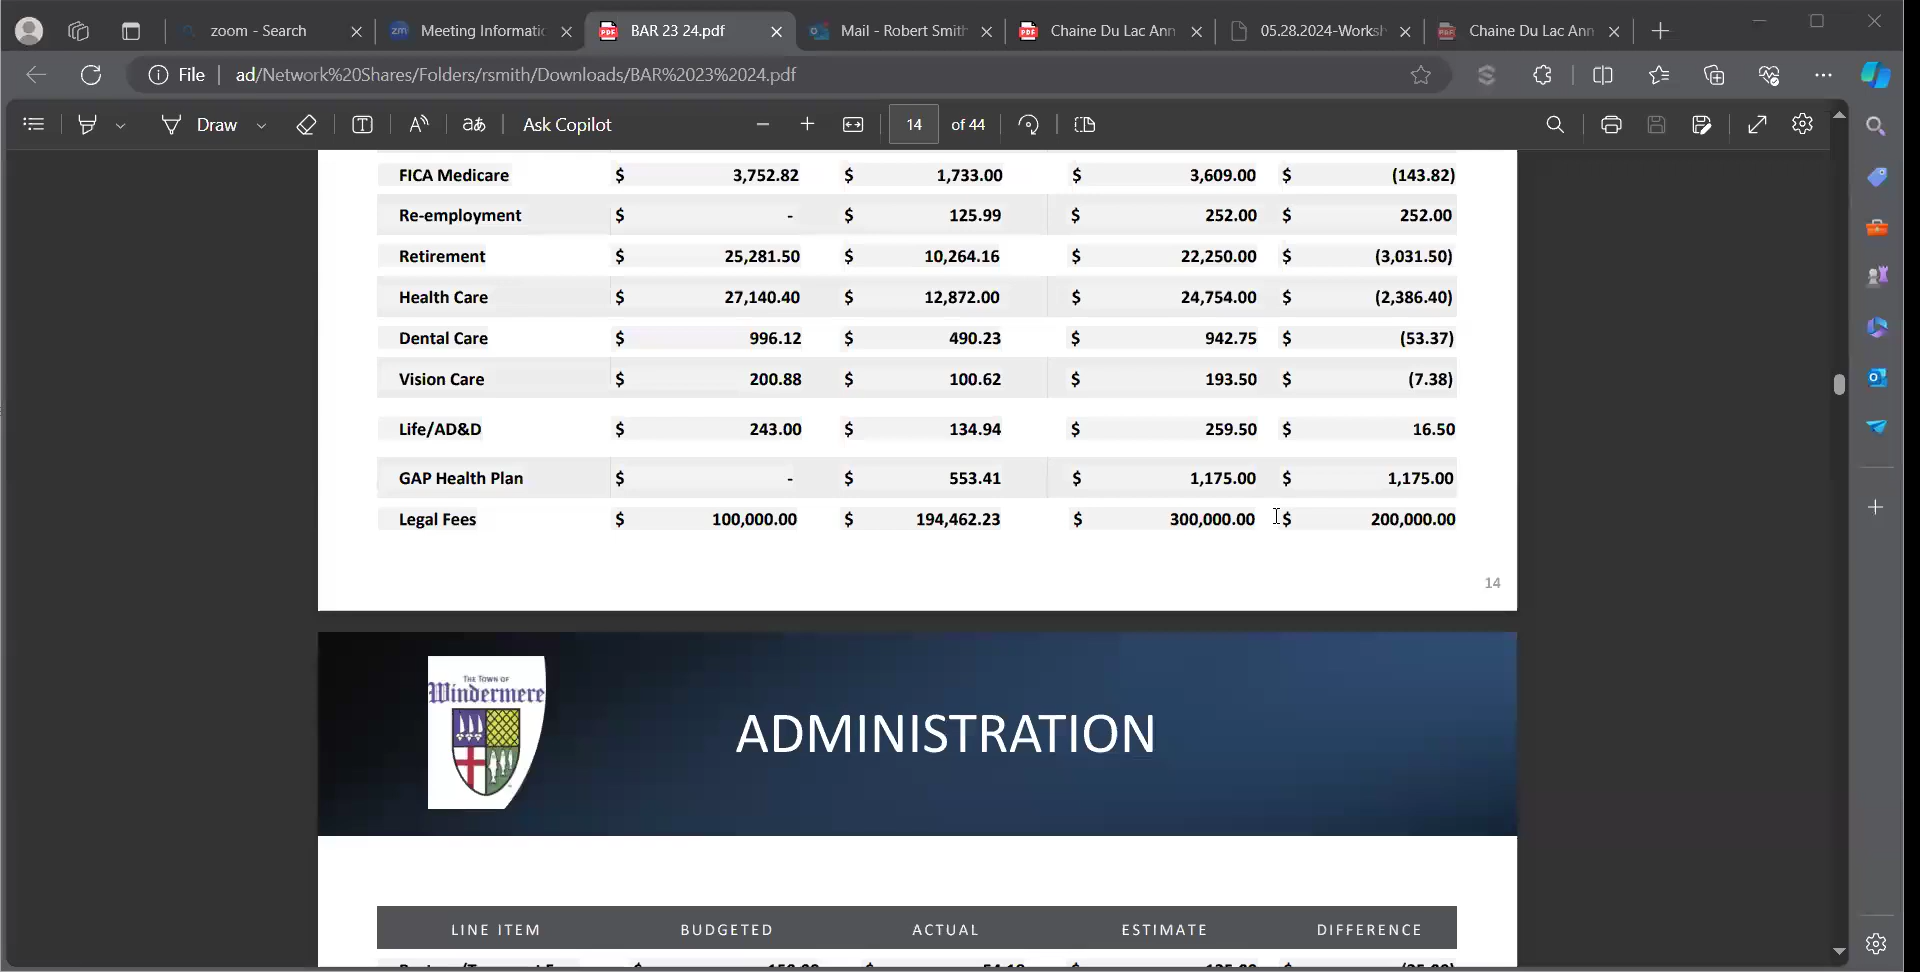 zoom - Search
zm Meeting Informatic
BAR 23 24.pdf
Mail - Robert Smith
Chaine Du Lac Ann
05.28.2024-Worksh
Chaine Du Lac Ann
File ad/Network%20Shares/Folders/rsmith/Downloads/BAR%2023%2024.pdf
Draw Ask Copilot 14 of 44
FICA Medicare $ 3,752.82 $ 1,733.00 $ 3,609.00 $ (143.82)
Re-employment $ - $ 125.99 $ 252.00 $ 252.00
Retirement $ 25,281.50 $ 10,264.16 $ 22,250.00 $ (3,031.50)
Health Care $ 27,140.40 $ 12,872.00 $ 24,754.00 $ (2,386.40)
Dental Care $ 996.12 $ 490.23 $ 942.75 $ (53.37)
Vision Care $ 200.88 $ 100.62 $ 193.50 $ (7.38)
Life/AD&D $ 243.00 $ 134.94 $ 259.50 $ 16.50
GAP Health Plan $ - $ 553.41 $ 1,175.00 $ 1,175.00
Legal Fees $ 100,000.00 $ 194,462.23 $ 300,000.00 $ 200,000.00
14
THE TOWN OF
Windermere
ADMINISTRATION
LINE ITEM BUDGETED ACTUAL ESTIMATE DIFFERENCE